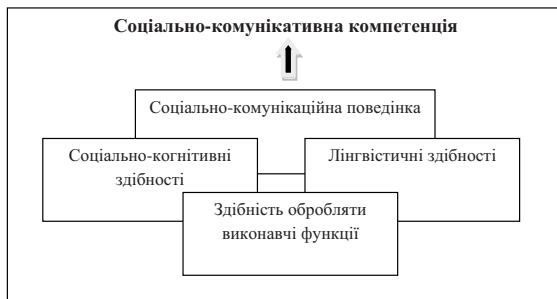 Соціально-комунікативна компетенція
Соціально-комунікаційна поведінка
Соціально-когнітивні
здібності
Лінгвістичні здібності
Здібність обробляти
виконавчі функції